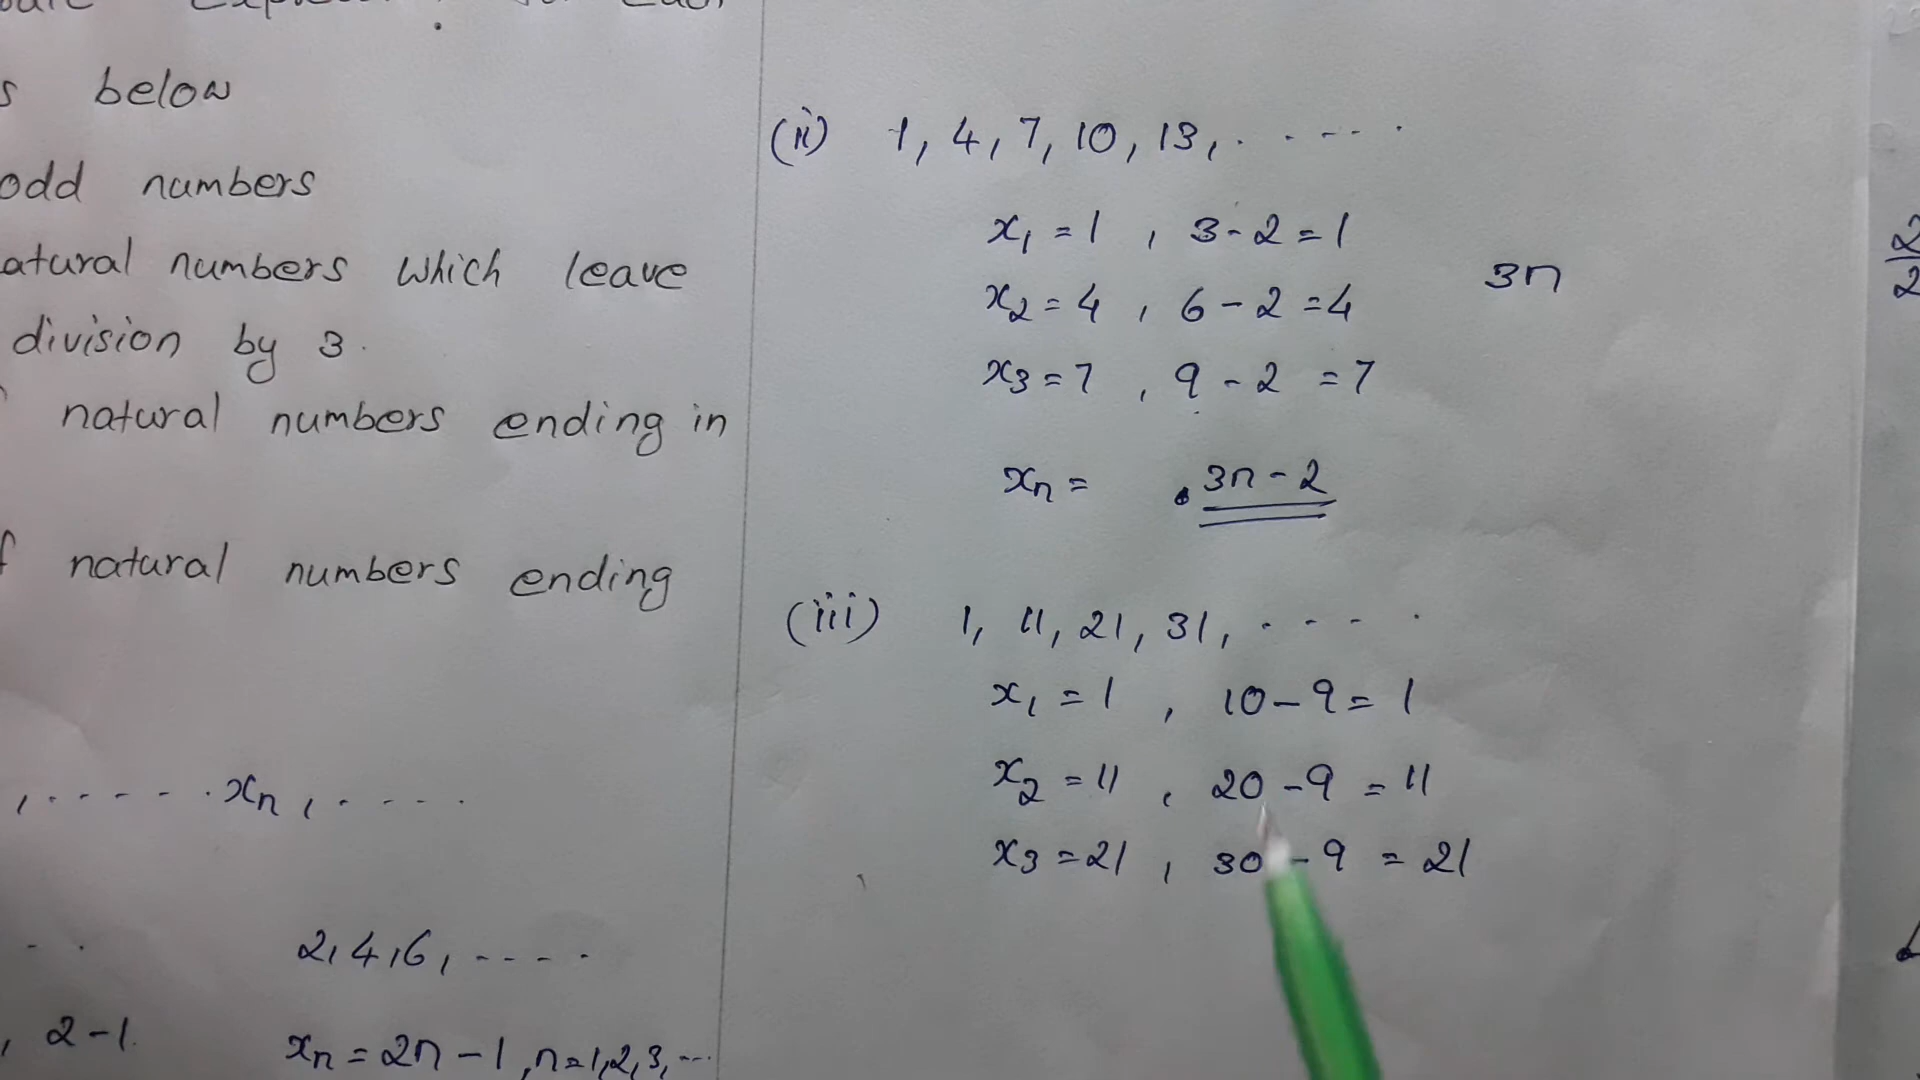 s below
odd numbers
atural numbers which leave
division by 3.
natural numbers ending in
f natural numbers ending
, ...... xn, .....
2,4,6, ....
, 2-1.
xn = 2n - 1, n=1,2,3, ...
(ii) 1, 4, 7, 10, 13, .....
x1 = 1 , 3-2 = 1
3n
x2 = 4 , 6-2 = 4
x3 = 7 , 9-2 = 7
xn = 3n-2
(iii) 1, 11, 21, 31, .....
x1 = 1 , 10-9 = 1
x2 = 11 , 20-9 = 11
x3 = 21 , 30-9 = 21
2
2